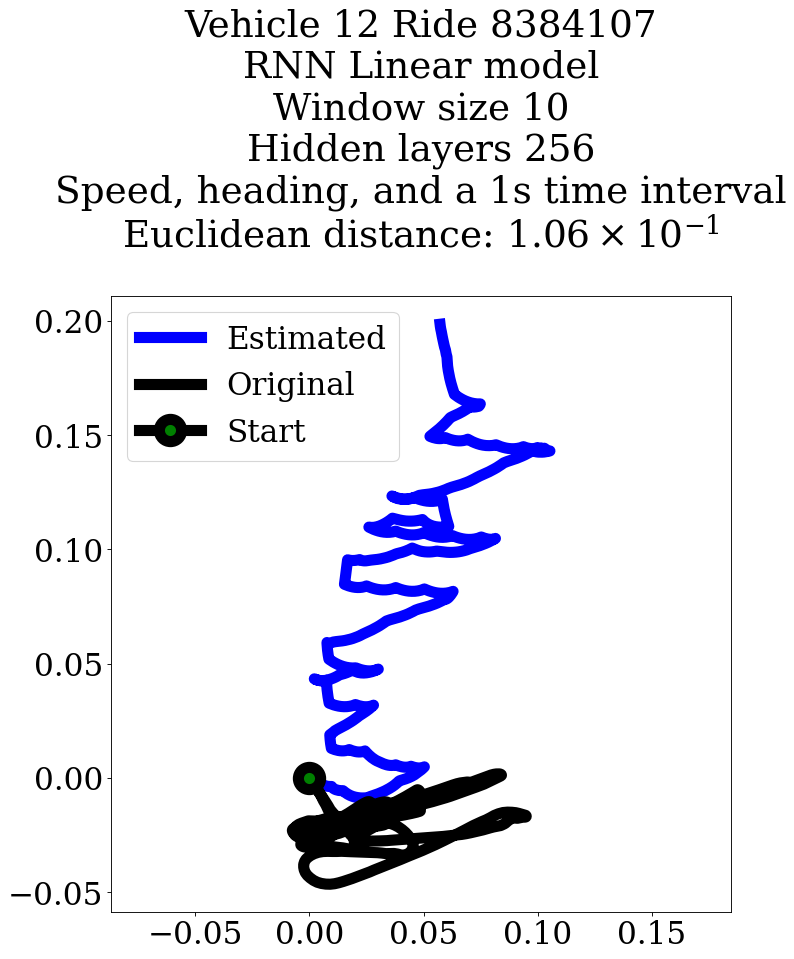 Vehicle 12 Ride 8384107
RNN Linear model
Window size 10
Hidden layers 256
Speed, heading, and a 1s time interval
Euclidean distance: 1.06 × 10⁻¹
Estimated
Original
Start
0.20
0.15
0.10
0.05
0.00
−0.05
−0.05 0.00 0.05 0.10 0.15